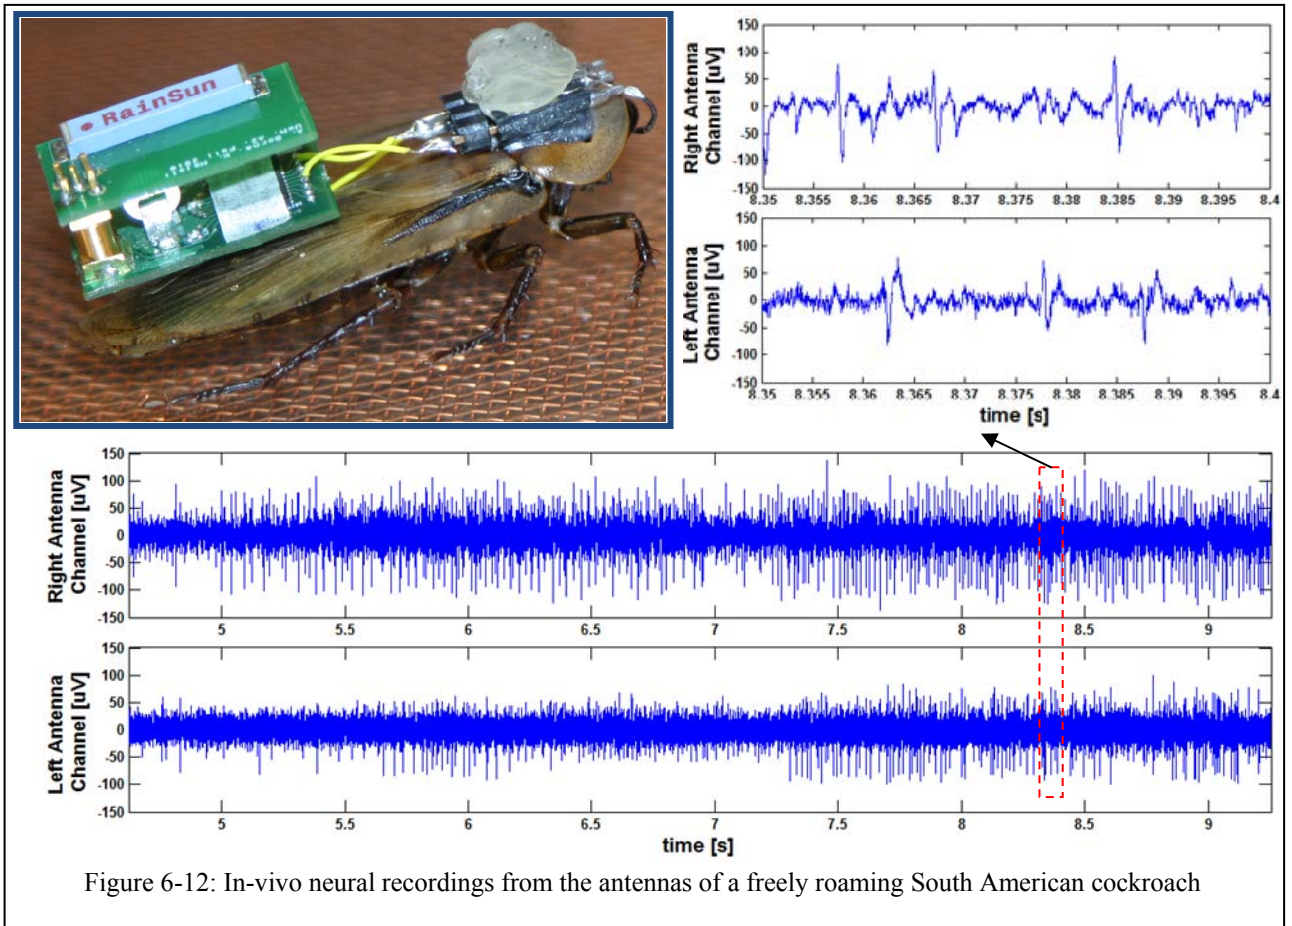 RainSun
150
100
50
0
-50
-100
-150
Right Antenna
Channel [uV]
8.35 8.355 8.36 8.365 8.37 8.375 8.38 8.385 8.39 8.395 8.4
150
100
50
0
-50
-100
-150
Left Antenna
Channel [uV]
8.35 8.355 8.36 8.365 8.37 8.375 8.38 8.385 8.39 8.395 8.4
time [s]
150
100
50
0
-50
-100
-150
Right Antenna
Channel [uV]
5 5.5 6 6.5 7 7.5 8 8.5 9
150
100
50
0
-50
-100
-150
Left Antenna
Channel [uV]
5 5.5 6 6.5 7 7.5 8 8.5 9
time [s]
Figure 6-12: In-vivo neural recordings from the antennas of a freely roaming South American cockroach